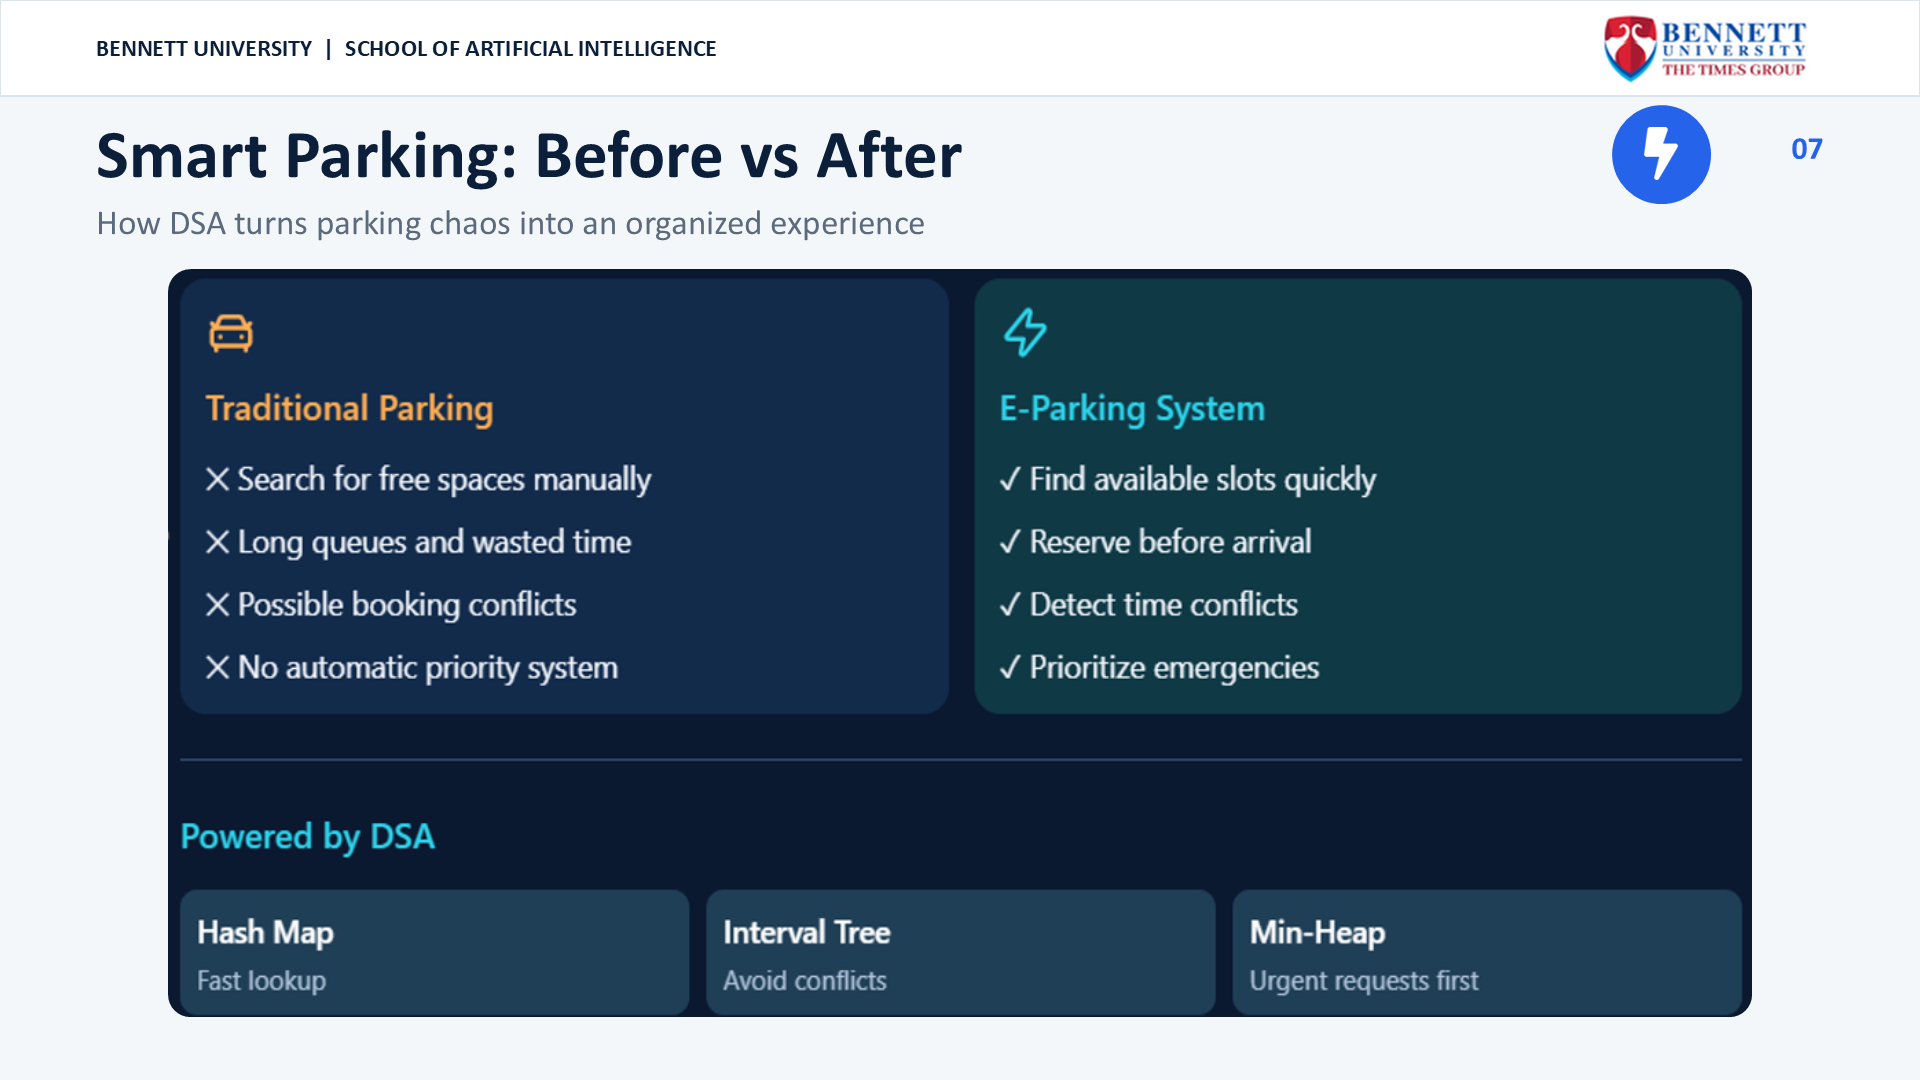 BENNETT UNIVERSITY | SCHOOL OF ARTIFICIAL INTELLIGENCE
BENNETT
UNIVERSITY
THE TIMES GROUP
Smart Parking: Before vs After
07
How DSA turns parking chaos into an organized experience
Traditional Parking
✕ Search for free spaces manually
✕ Long queues and wasted time
✕ Possible booking conflicts
✕ No automatic priority system
E-Parking System
✓ Find available slots quickly
✓ Reserve before arrival
✓ Detect time conflicts
✓ Prioritize emergencies
Powered by DSA
Hash Map
Fast lookup
Interval Tree
Avoid conflicts
Min-Heap
Urgent requests first